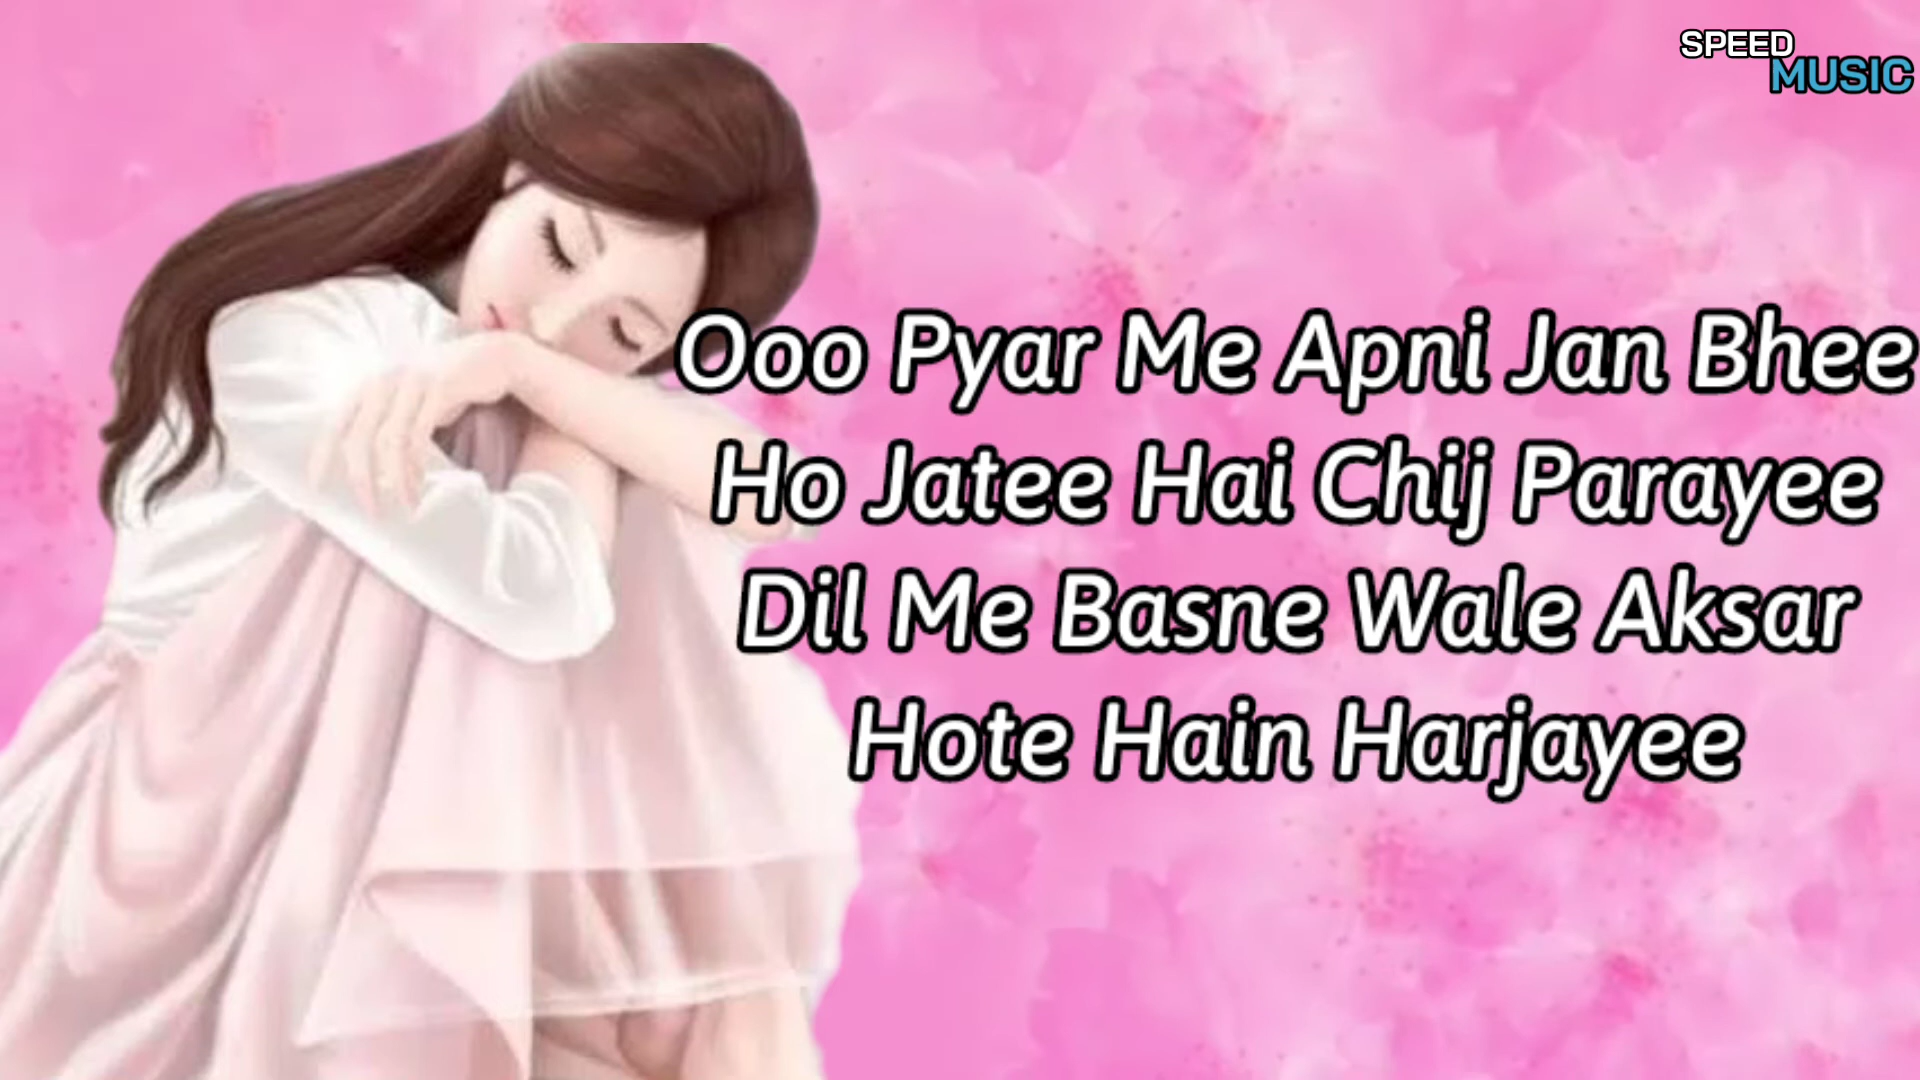 SPEED
MUSIC
Ooo Pyar Me Apni Jan Bhee
Ho Jatee Hai Chij Parayee
Dil Me Basne Wale Aksar
Hote Hain Harjayee